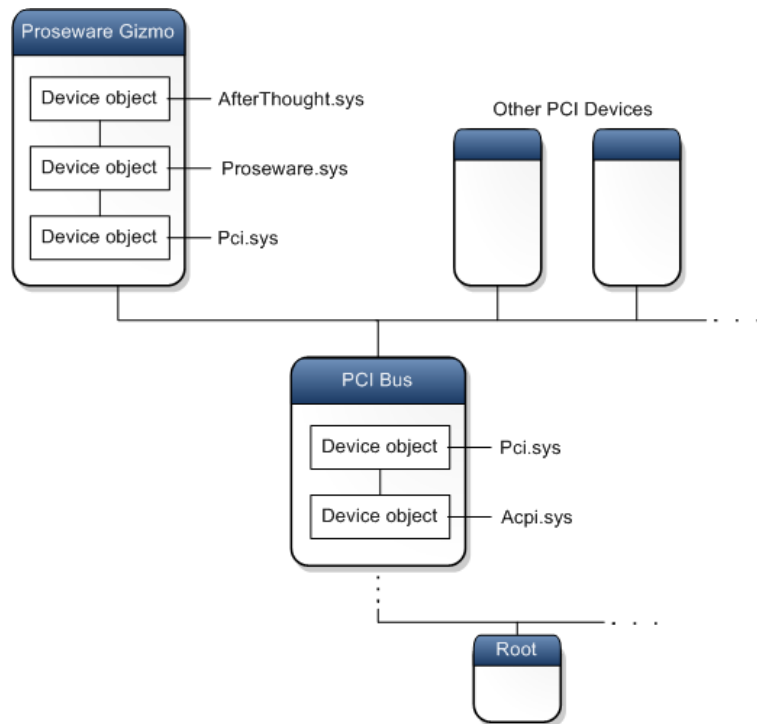 Proseware Gizmo
Device object
AfterThought.sys
Device object
Proseware.sys
Device object
Pci.sys
Other PCI Devices
PCI Bus
Device object
Pci.sys
Device object
Acpi.sys
Root